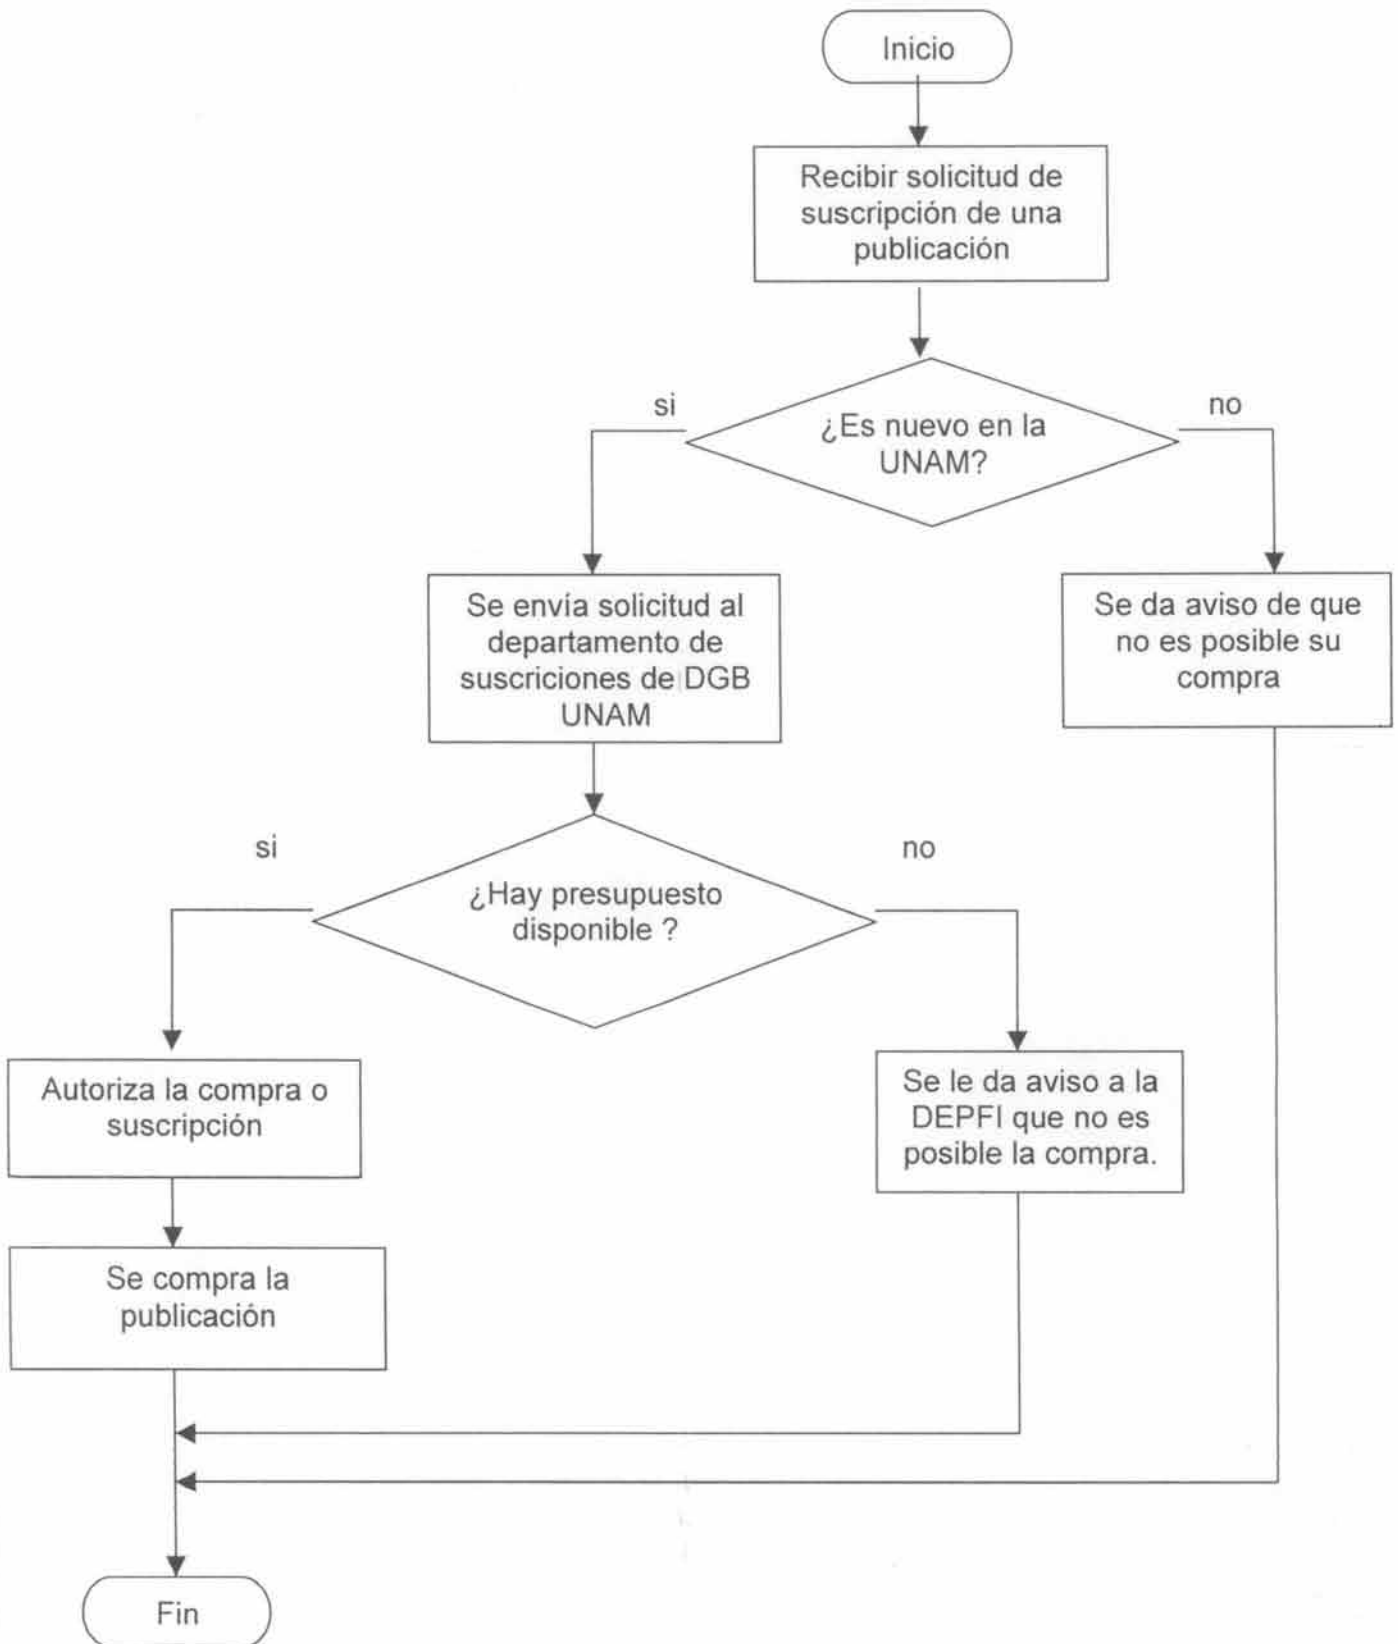 Inicio
Recibir solicitud de
suscripción de una
publicación
si
no
¿Es nuevo en la
UNAM?
Se envía solicitud al
departamento de
suscriciones de DGB
UNAM
Se da aviso de que
no es posible su
compra
si
no
¿Hay presupuesto
disponible ?
Autoriza la compra o
suscripción
Se le da aviso a la
DEPFI que no es
posible la compra.
Se compra la
publicación
Fin